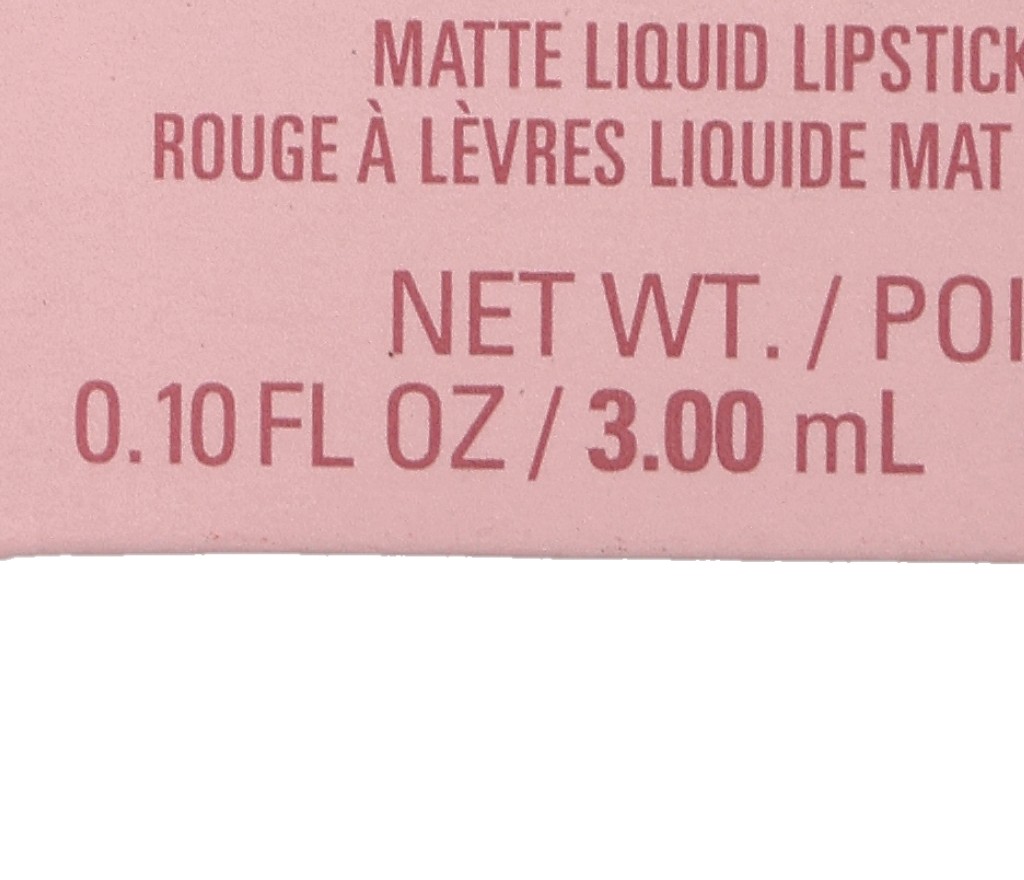 MATTE LIQUID LIPSTICK
ROUGE À LÈVRES LIQUIDE MAT
NET WT. / POI
0.10 FL OZ / 3.00 mL